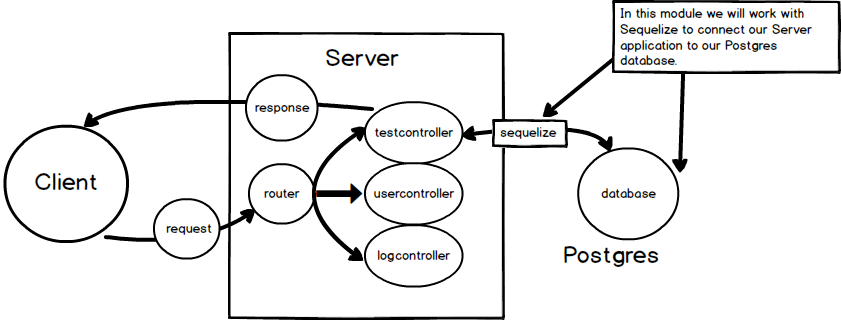 In this module we will work with
Sequelize to connect our Server
application to our Postgres
database.
Server
response
testcontroller
sequelize
Client
router
usercontroller
database
request
logcontroller
Postgres